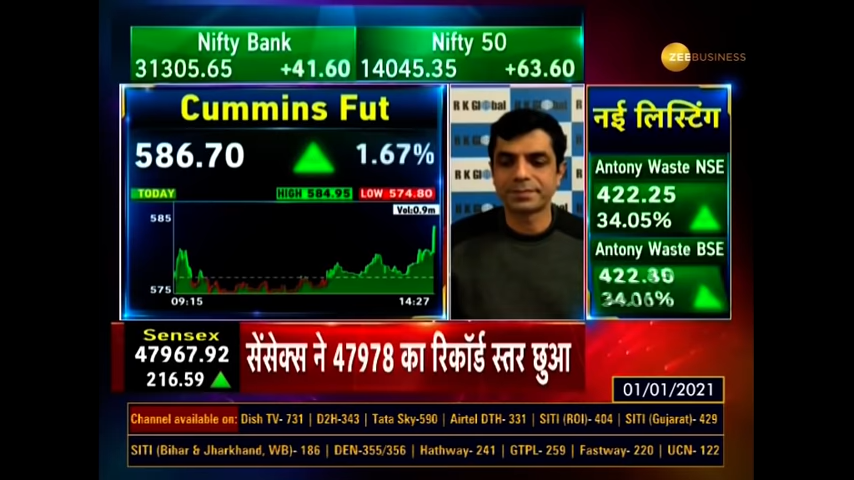 Nifty Bank
31305.65 +41.60
Nifty 50
14045.35 +63.60
ZEEBUSINESS
Cummins Fut
586.70 1.67%
TODAY HIGH 584.95 LOW 574.80
Vol:0.9m
585
575
09:15 14:27
R K Global
नई लिस्टिंग
Antony Waste NSE
422.25
34.05%
Antony Waste BSE
422.80
34.06%
Sensex
47967.92
216.59
सेंसेक्स ने 47978 का रिकॉर्ड स्तर छुआ
01/01/2021
Channel available on: Dish TV- 731 | D2H-343 | Tata Sky-590 | Airtel DTH- 331 | SITI (ROI)- 404 | SITI (Gujarat)- 429
SITI (Bihar & Jharkhand, WB)- 186 | DEN-355/356 | Hathway- 241 | GTPL- 259 | Fastway- 220 | UCN- 122